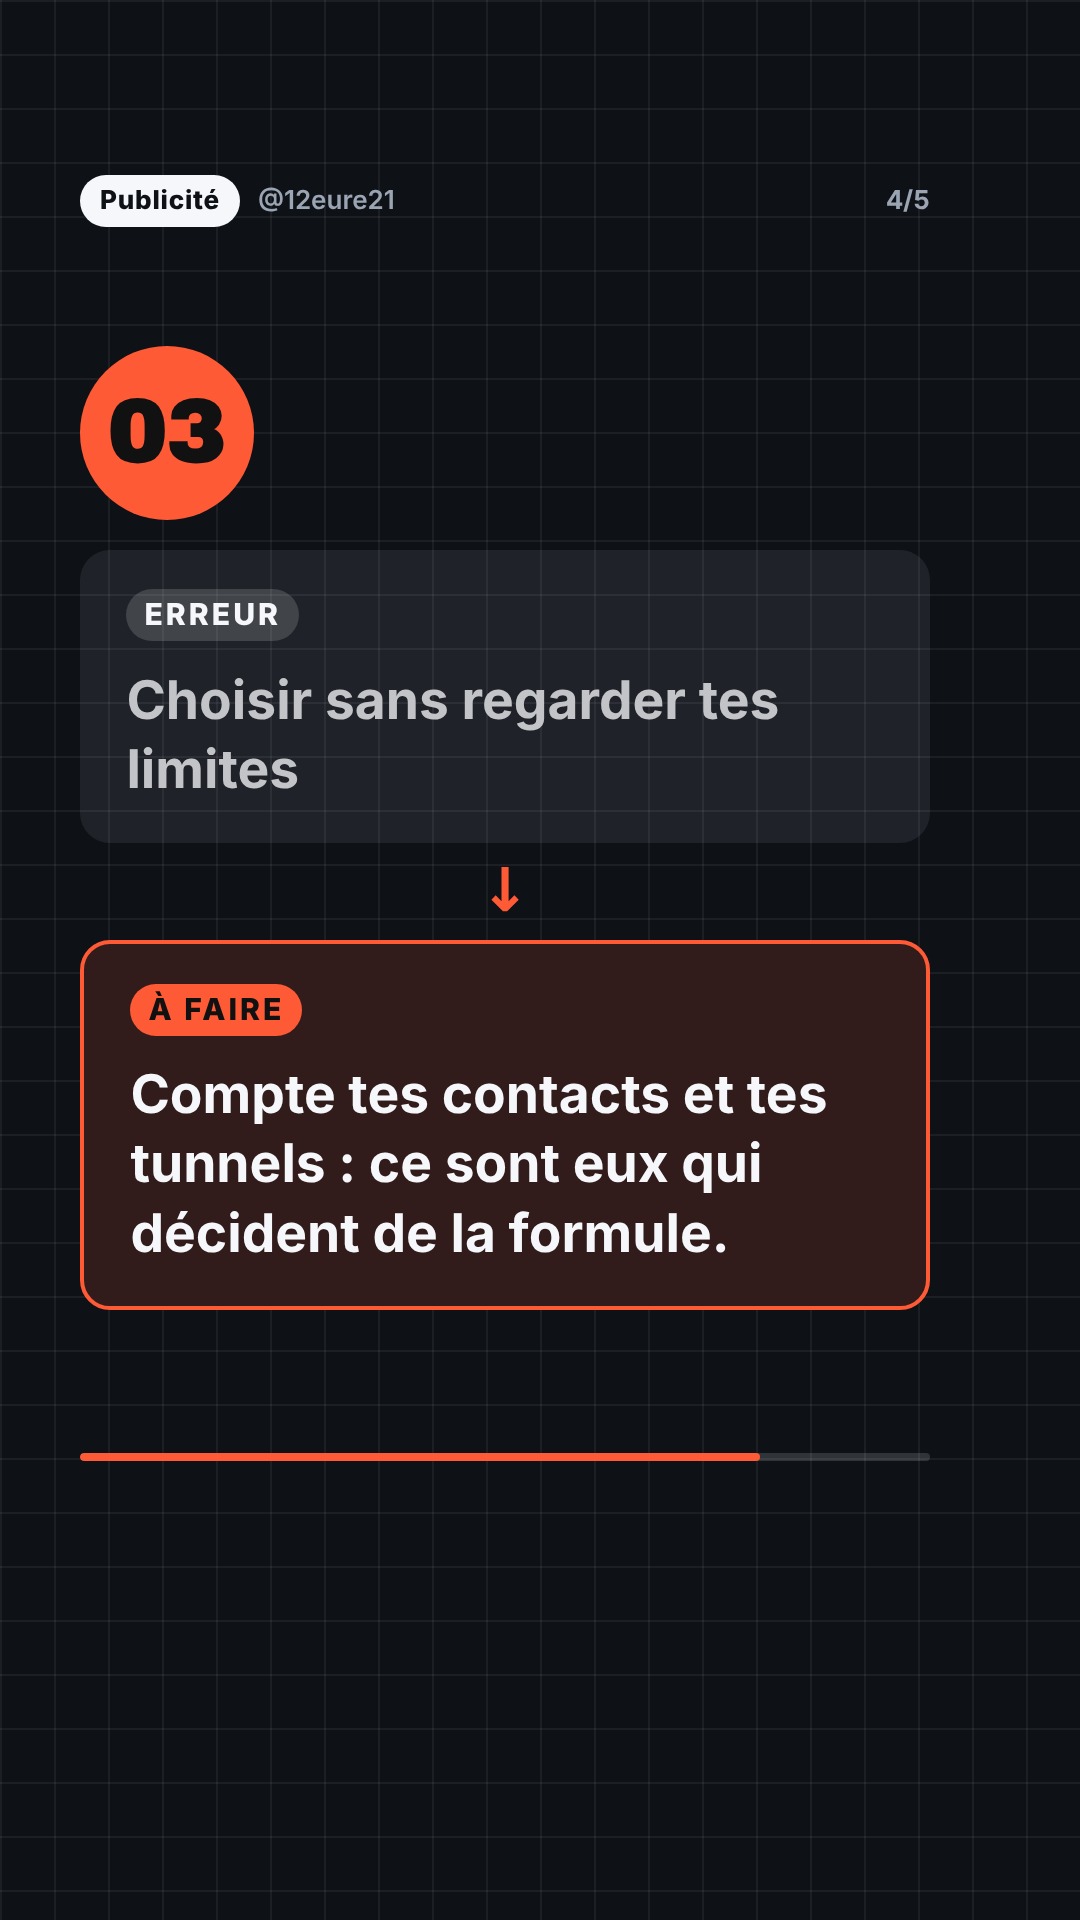 Publicité @12eure21 4/5
03
ERREUR
Choisir sans regarder tes
limites
↓
À FAIRE
Compte tes contacts et tes
tunnels : ce sont eux qui
décident de la formule.